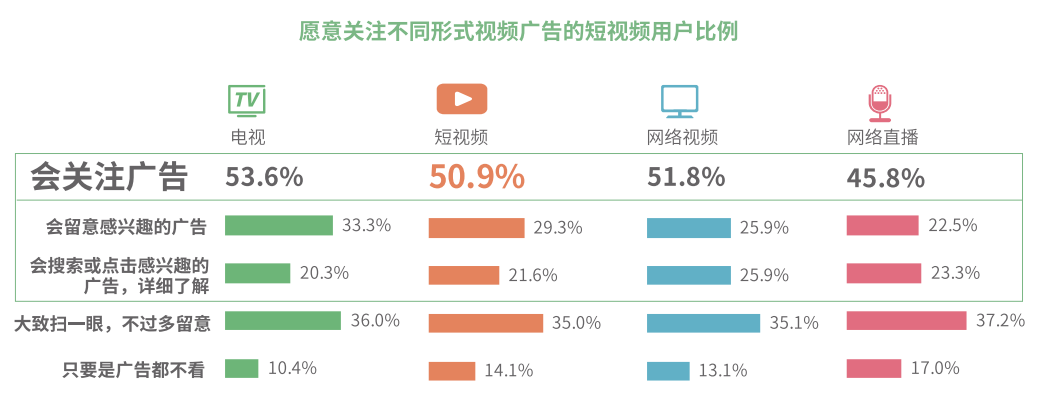 愿意关注不同形式视频广告的短视频用户比例
TV
电视 短视频 网络视频 网络直播
会关注广告 53.6% 50.9% 51.8% 45.8%
会留意感兴趣的广告 33.3% 29.3% 25.9% 22.5%
会搜索或点击感兴趣的
广告，详细了解 20.3% 21.6% 25.9% 23.3%
大致扫一眼，不过多留意 36.0% 35.0% 35.1% 37.2%
只要是广告都不看 10.4% 14.1% 13.1% 17.0%